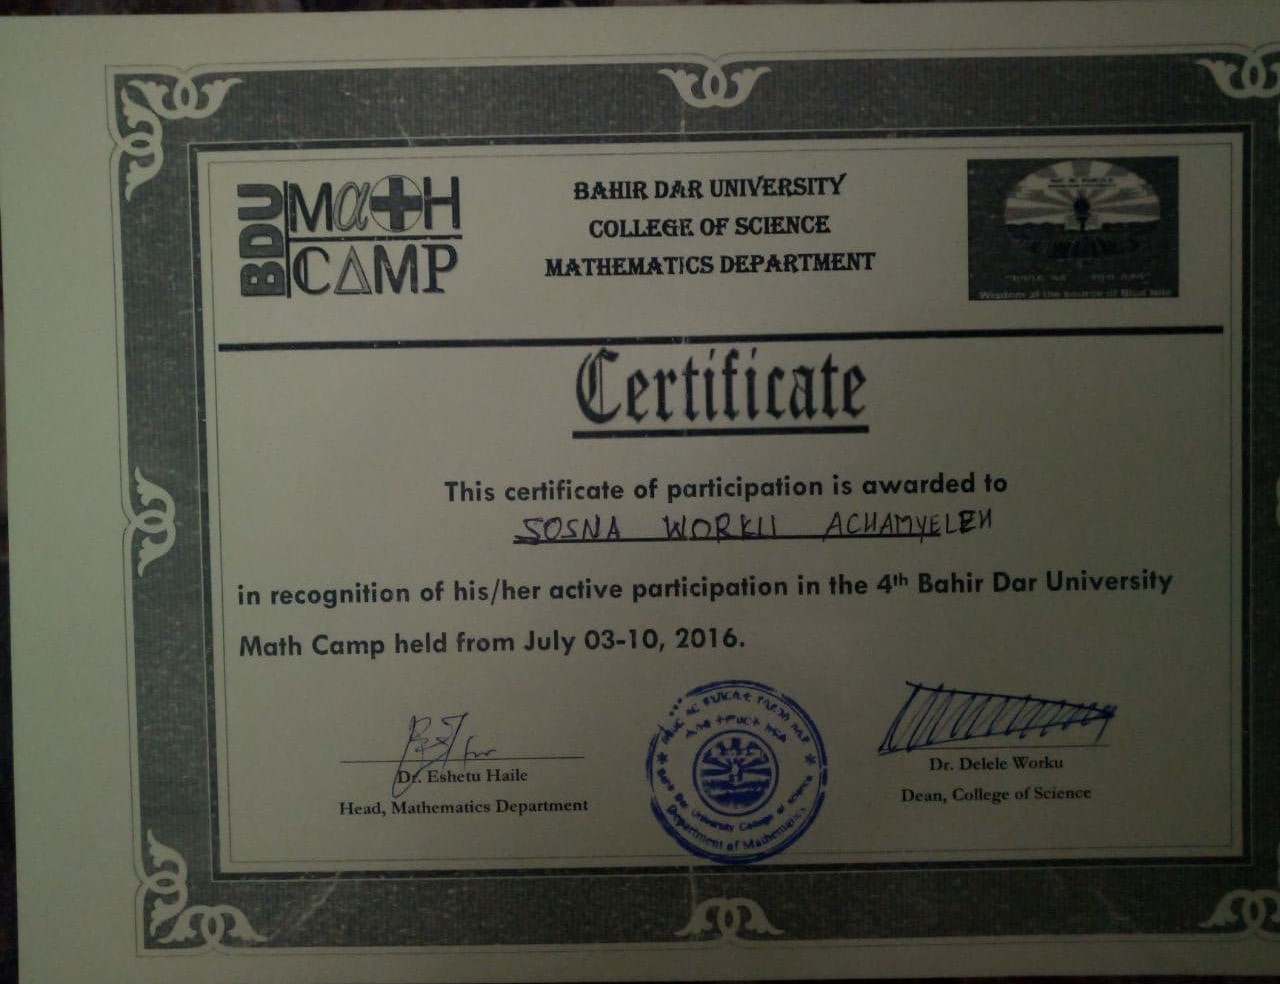 BDU MATH CAMP
BAHIR DAR UNIVERSITY
COLLEGE OF SCIENCE
MATHEMATICS DEPARTMENT
Wisdom at the source of Blue Nile
Certificate
This certificate of participation is awarded to
SOSNA WORKU ACHAMYELEH
in recognition of his/her active participation in the 4th Bahir Dar University
Math Camp held from July 03-10, 2016.
for
Dr. Eshetu Haile
Head, Mathematics Department
Bahir Dar University College of science
Department of Mathematics
Dr. Delele Worku
Dean, College of Science